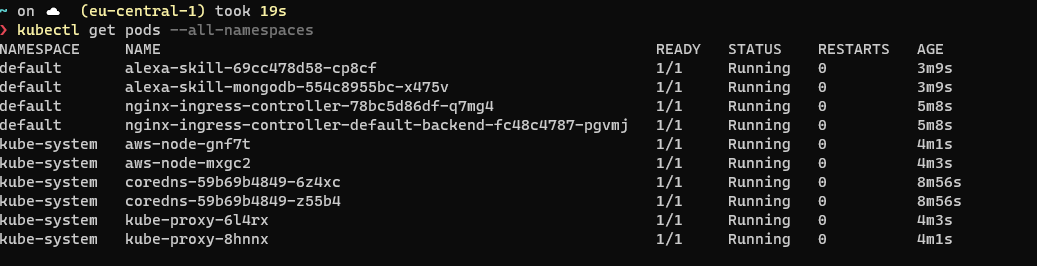 ~ on ☁ (eu-central-1) took 19s
❯ kubectl get pods --all-namespaces
NAMESPACE NAME READY STATUS RESTARTS AGE
default alexa-skill-69cc478d58-cp8cf 1/1 Running 0 3m9s
default alexa-skill-mongodb-554c8955bc-x475v 1/1 Running 0 3m9s
default nginx-ingress-controller-78bc5d86df-q7mg4 1/1 Running 0 5m8s
default nginx-ingress-controller-default-backend-fc48c4787-pgvmj 1/1 Running 0 5m8s
kube-system aws-node-gnf7t 1/1 Running 0 4m1s
kube-system aws-node-mxgc2 1/1 Running 0 4m3s
kube-system coredns-59b69b4849-6z4xc 1/1 Running 0 8m56s
kube-system coredns-59b69b4849-z55b4 1/1 Running 0 8m56s
kube-system kube-proxy-6l4rx 1/1 Running 0 4m3s
kube-system kube-proxy-8hnnx 1/1 Running 0 4m1s